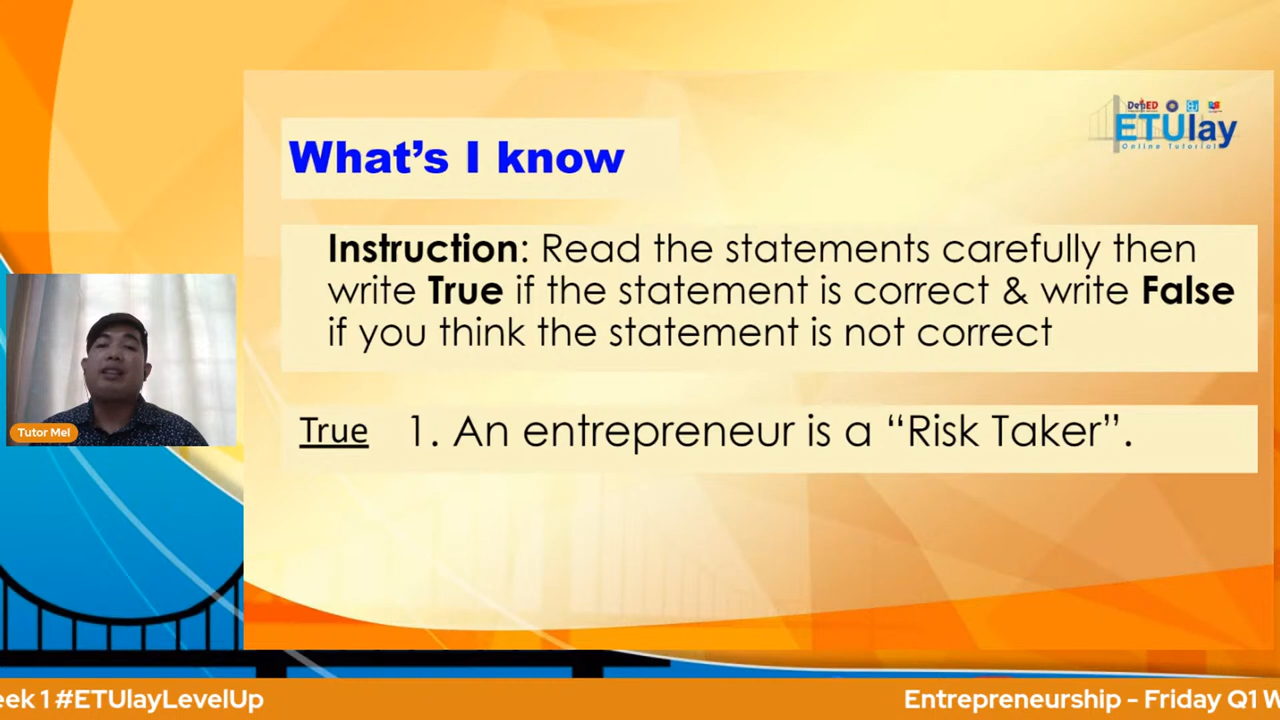 DepED
ETUlay
Online Tutorial
What's I know
Instruction: Read the statements carefully then
write True if the statement is correct & write False
if you think the statement is not correct
True 1. An entrepreneur is a “Risk Taker”.
Tutor Mel
eek 1 #ETUlayLevelUp
Entrepreneurship - Friday Q1 W